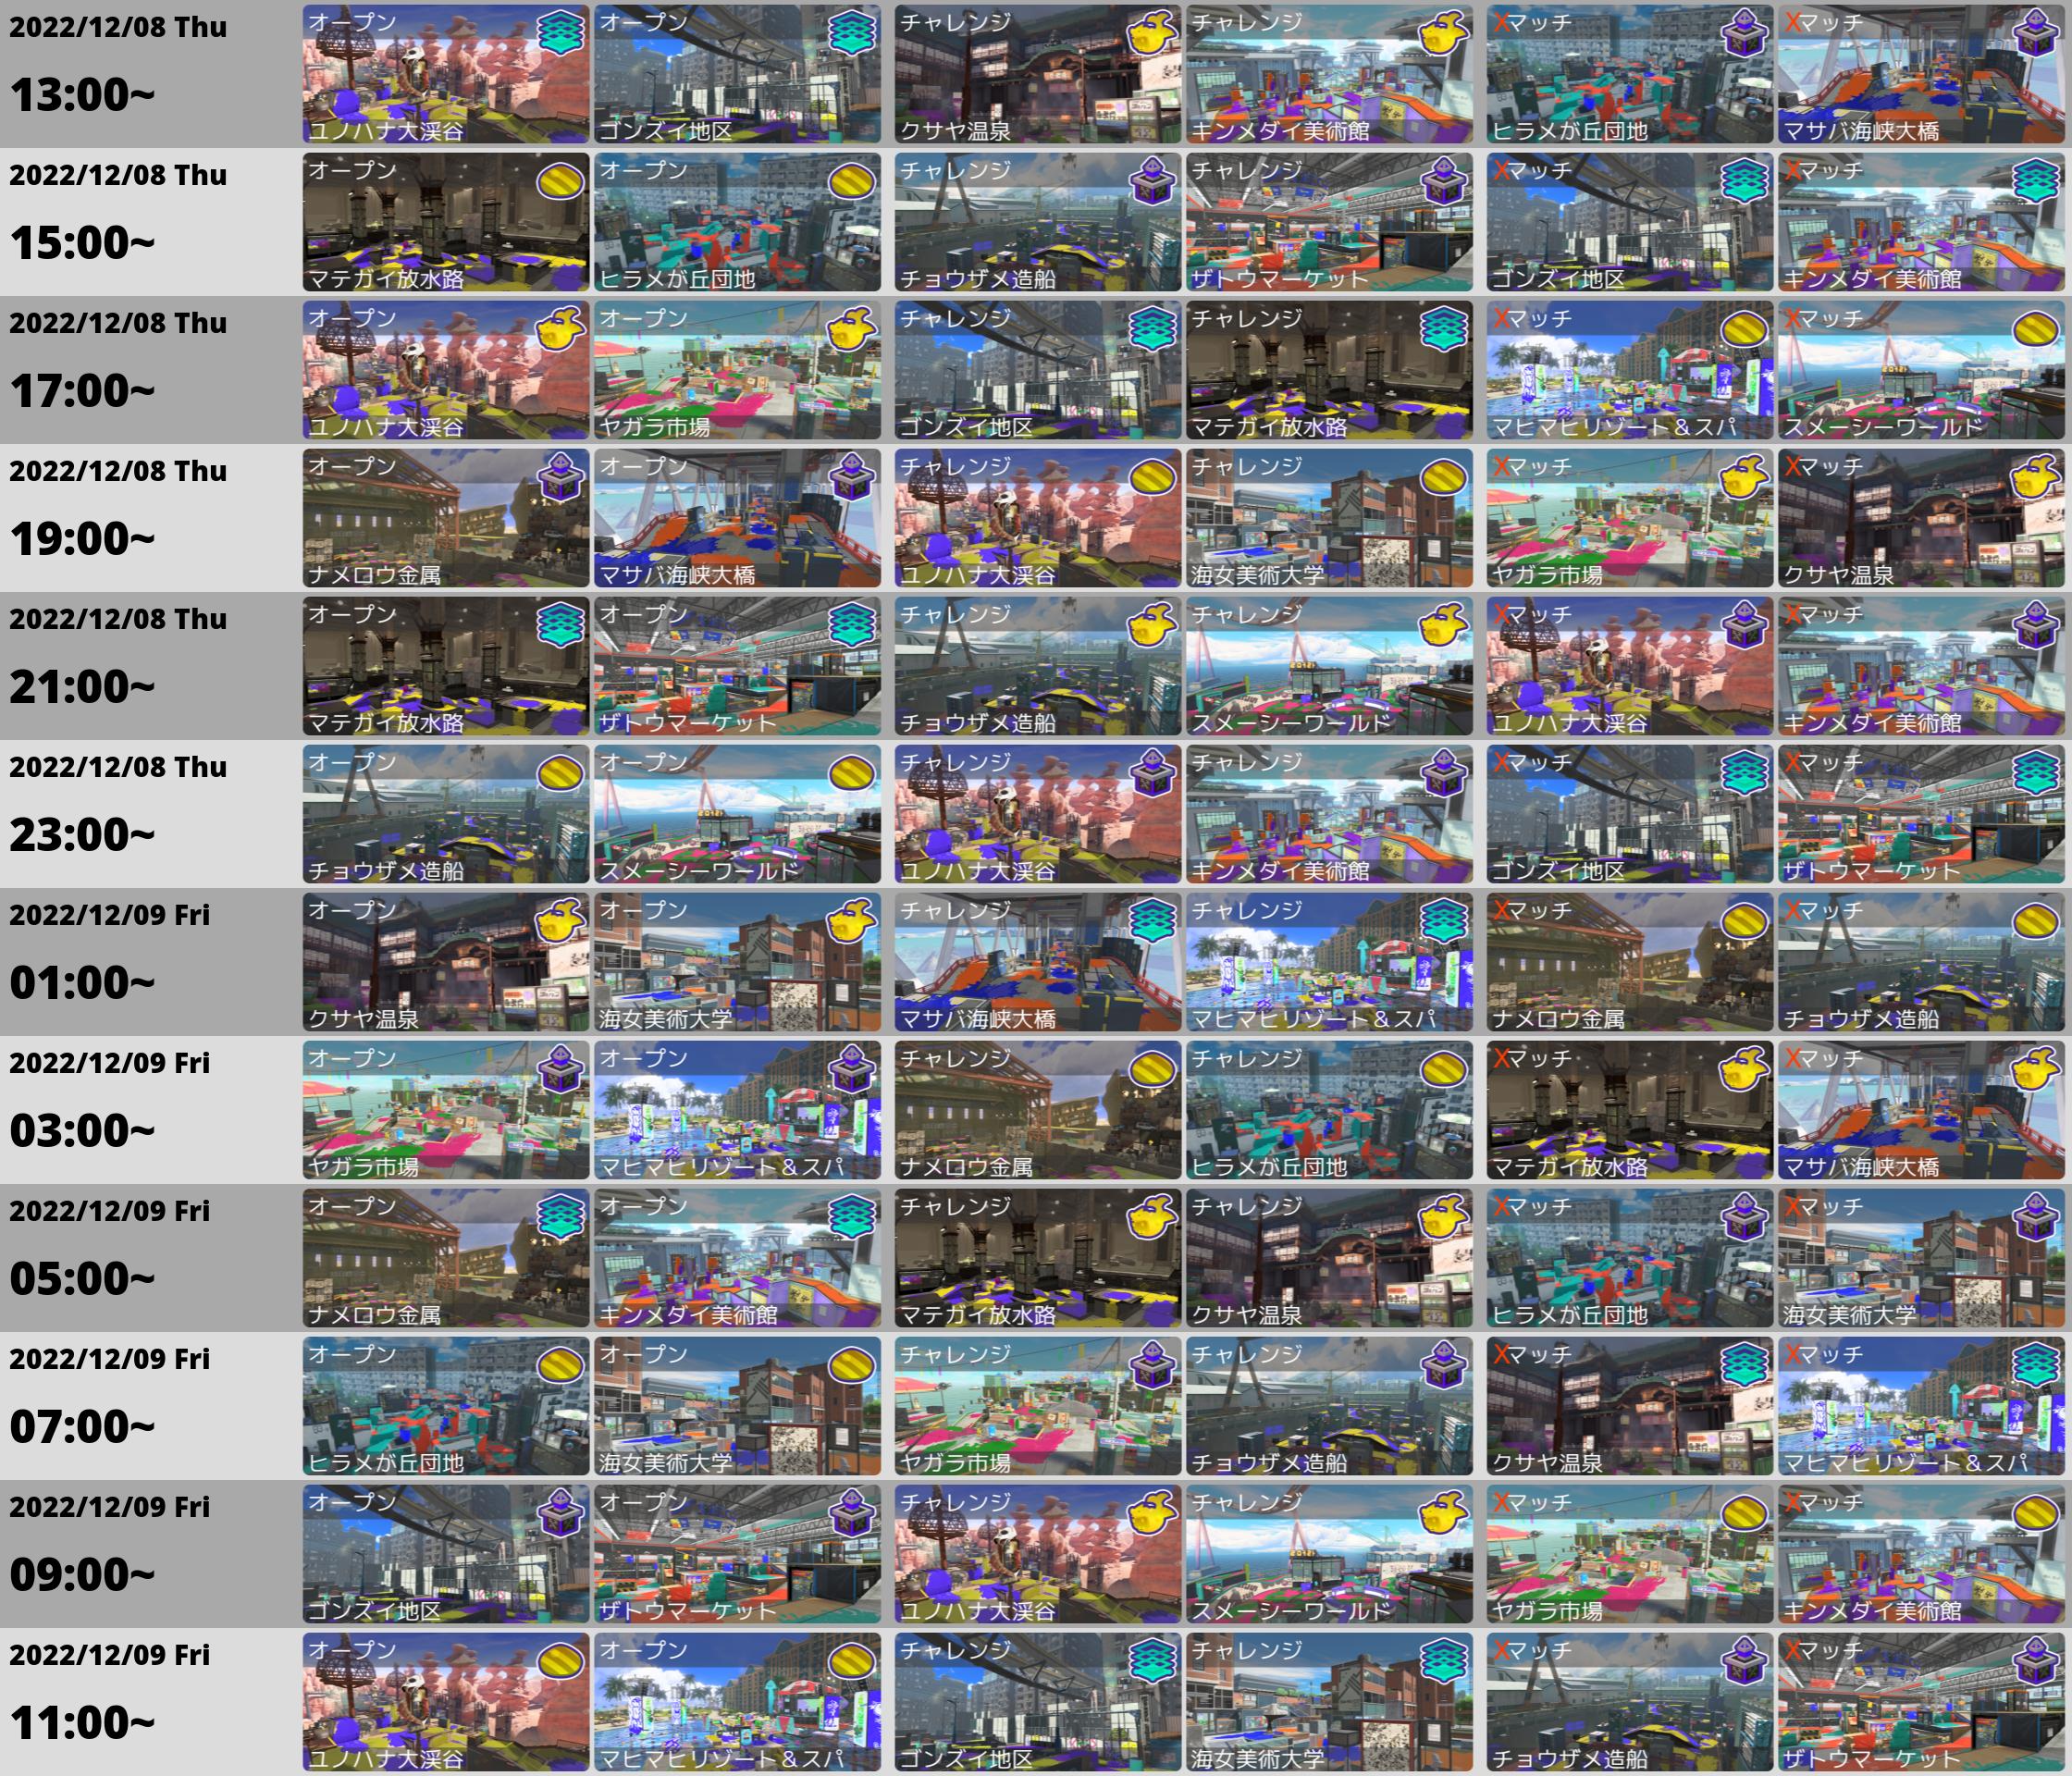 2022/12/08 Thu
13:00~
オープン オープン チャレンジ チャレンジ Xマッチ Xマッチ
ユノハナ大渓谷 ゴンズイ地区 クサヤ温泉 キンメダイ美術館 ヒラメが丘団地 マサバ海峡大橋
2022/12/08 Thu
15:00~
オープン オープン チャレンジ チャレンジ Xマッチ Xマッチ
マテガイ放水路 ヒラメが丘団地 チョウザメ造船 ザトウマーケット ゴンズイ地区 キンメダイ美術館
2022/12/08 Thu
17:00~
オープン オープン チャレンジ チャレンジ Xマッチ Xマッチ
ユノハナ大渓谷 ヤガラ市場 ゴンズイ地区 マテガイ放水路 マヒマヒリゾート&スパ スメーシーワールド
2022/12/08 Thu
19:00~
オープン オープン チャレンジ チャレンジ Xマッチ Xマッチ
ナメロウ金属 マサバ海峡大橋 ユノハナ大渓谷 海女美術大学 ヤガラ市場 クサヤ温泉
2022/12/08 Thu
21:00~
オープン オープン チャレンジ チャレンジ Xマッチ Xマッチ
マテガイ放水路 ザトウマーケット チョウザメ造船 スメーシーワールド ユノハナ大渓谷 キンメダイ美術館
2022/12/08 Thu
23:00~
オープン オープン チャレンジ チャレンジ Xマッチ Xマッチ
チョウザメ造船 スメーシーワールド ユノハナ大渓谷 キンメダイ美術館 ゴンズイ地区 ザトウマーケット
2022/12/09 Fri
01:00~
オープン オープン チャレンジ チャレンジ Xマッチ Xマッチ
クサヤ温泉 海女美術大学 マサバ海峡大橋 マヒマヒリゾート&スパ ナメロウ金属 チョウザメ造船
2022/12/09 Fri
03:00~
オープン オープン チャレンジ チャレンジ Xマッチ Xマッチ
ヤガラ市場 マヒマヒリゾート&スパ ナメロウ金属 ヒラメが丘団地 マテガイ放水路 マサバ海峡大橋
2022/12/09 Fri
05:00~
オープン オープン チャレンジ チャレンジ Xマッチ Xマッチ
ナメロウ金属 キンメダイ美術館 マテガイ放水路 クサヤ温泉 ヒラメが丘団地 海女美術大学
2022/12/09 Fri
07:00~
オープン オープン チャレンジ チャレンジ Xマッチ Xマッチ
ヒラメが丘団地 海女美術大学 ヤガラ市場 チョウザメ造船 クサヤ温泉 マヒマヒリゾート&スパ
2022/12/09 Fri
09:00~
オープン オープン チャレンジ チャレンジ Xマッチ Xマッチ
ゴンズイ地区 ザトウマーケット ユノハナ大渓谷 スメーシーワールド ヤガラ市場 キンメダイ美術館
2022/12/09 Fri
11:00~
オープン オープン チャレンジ チャレンジ Xマッチ Xマッチ
ユノハナ大渓谷 マヒマヒリゾート&スパ ゴンズイ地区 海女美術大学 チョウザメ造船 ザトウマーケット